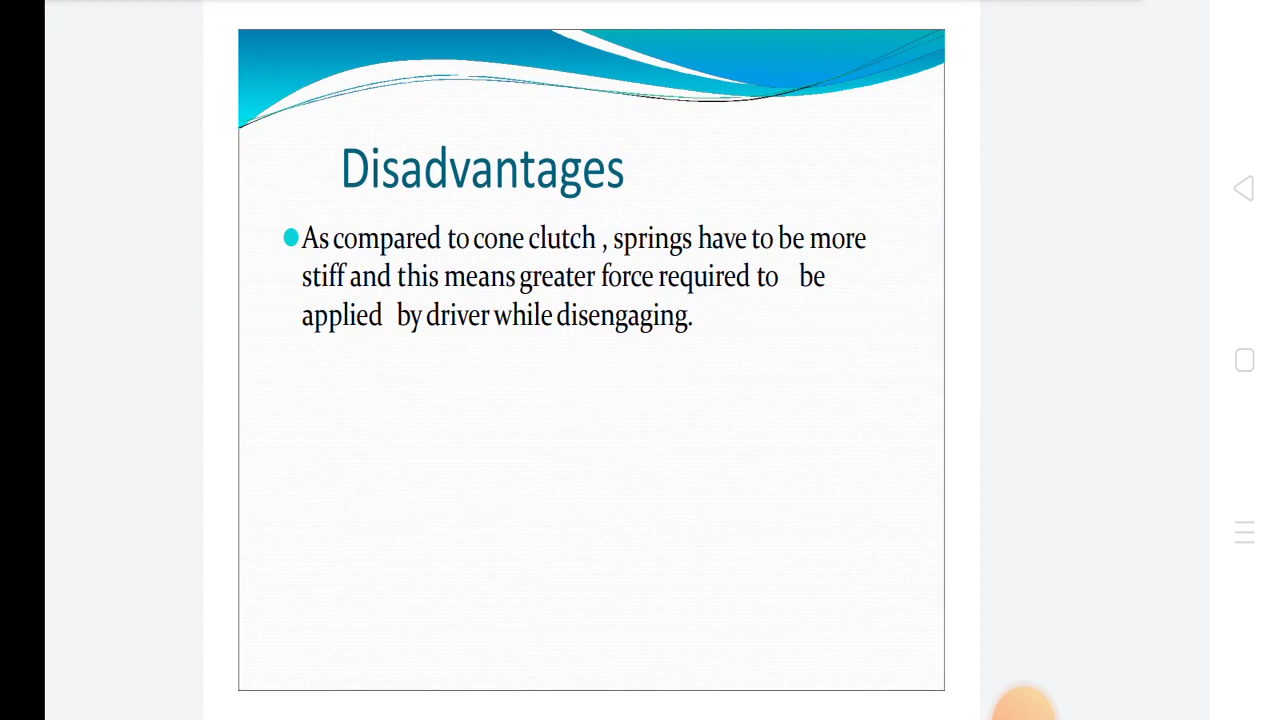 Disadvantages
As compared to cone clutch , springs have to be more
stiff and this means greater force required to be
applied by driver while disengaging.